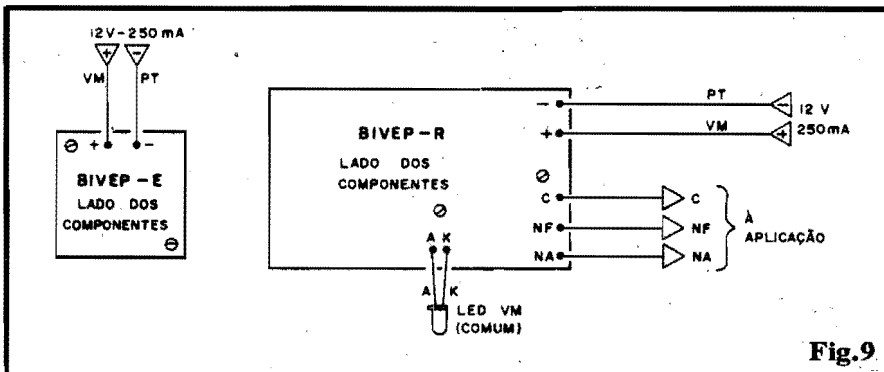 12V-250mA
+ -
VM PT
+ -
BIVEP-E
LADO DOS
COMPONENTES
BIVEP-R
LADO DOS
COMPONENTES
A K
A K
LED VM
(COMUM)
- PT - 12 V
+ VM + 250mA
C C
NF NF
NA NA
À
APLICAÇÃO
Fig.9